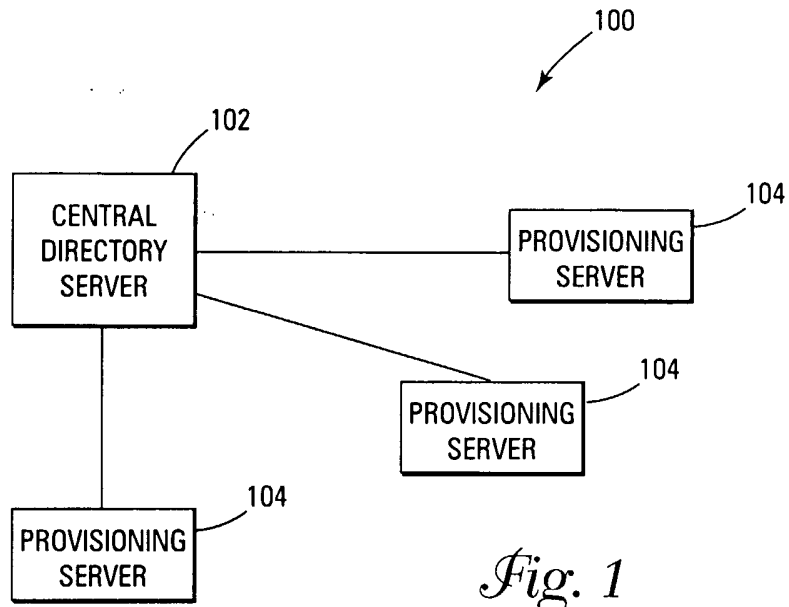 100
102
CENTRAL
DIRECTORY
SERVER
104
PROVISIONING
SERVER
104
PROVISIONING
SERVER
104
PROVISIONING
SERVER
Fig. 1